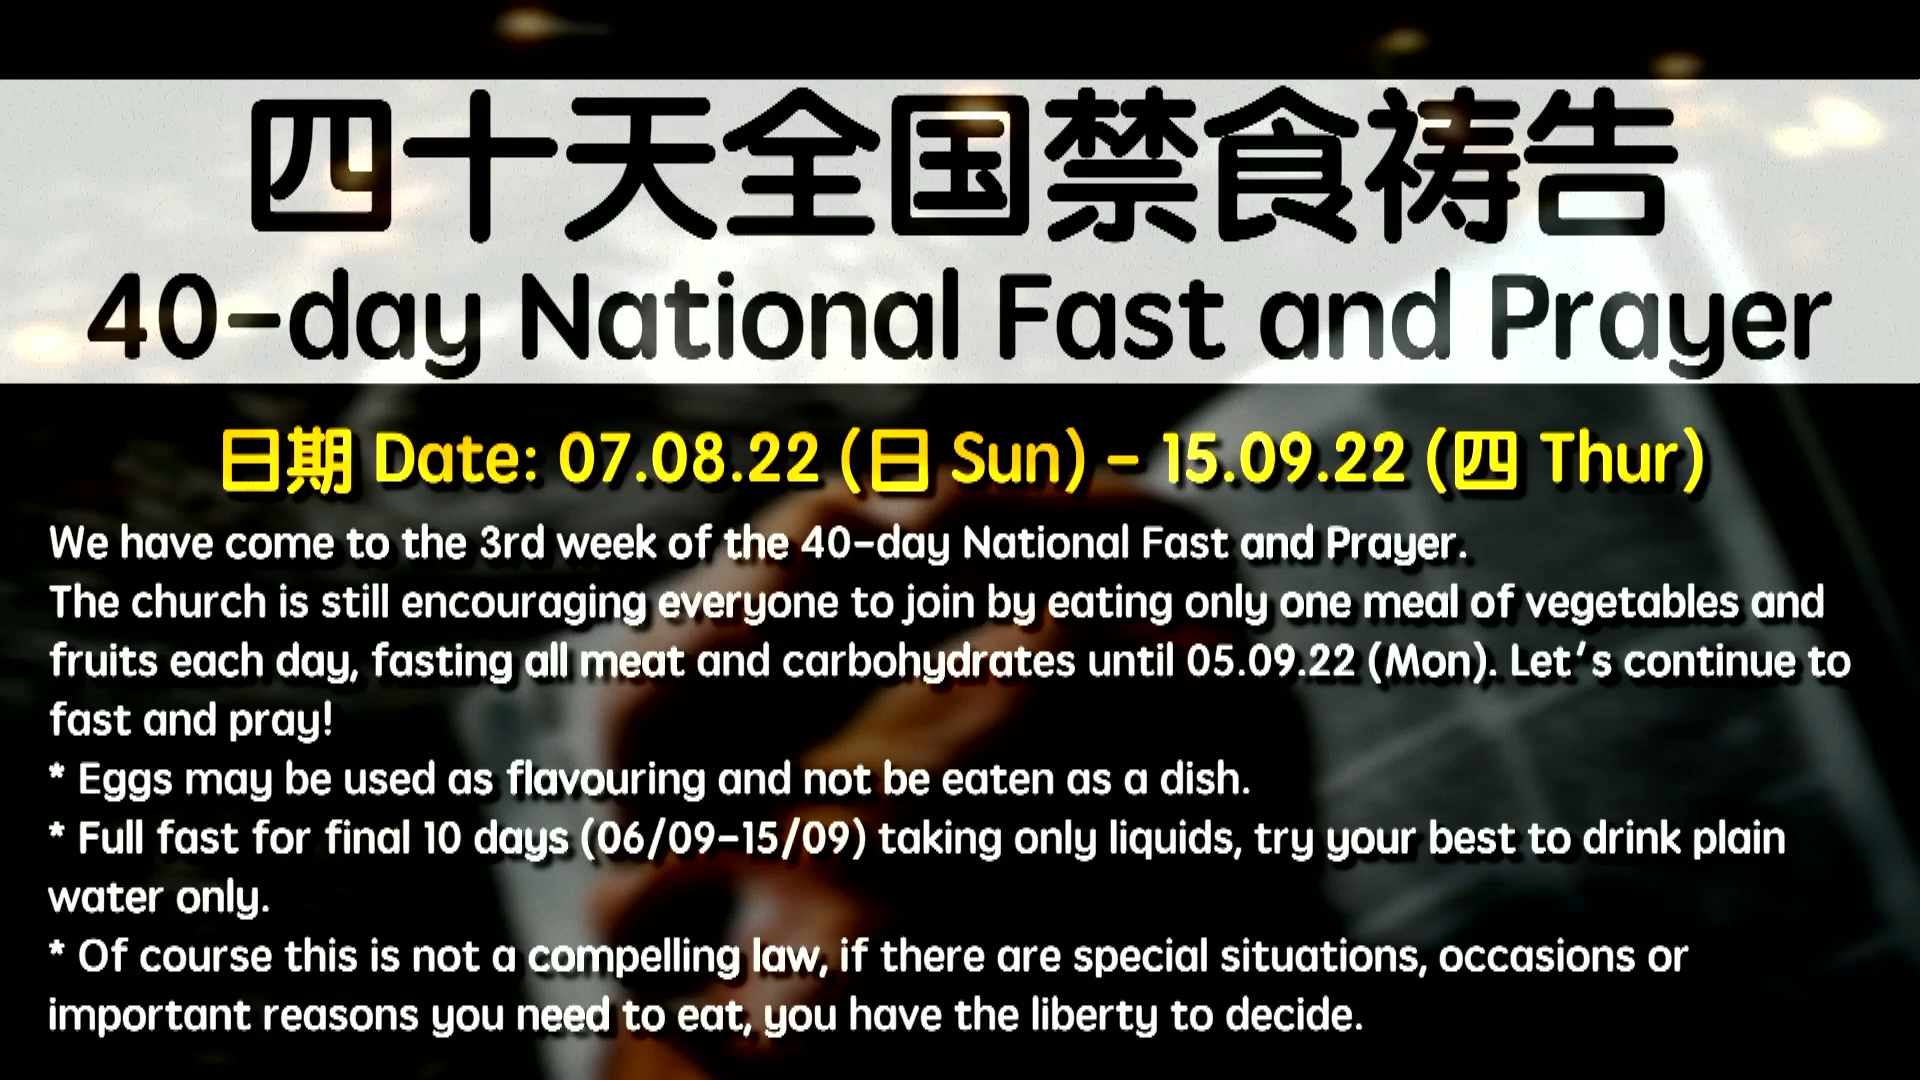 四十天全国禁食祷告
40-day National Fast and Prayer
日期 Date: 07.08.22 (日 Sun) - 15.09.22 (四 Thur)
We have come to the 3rd week of the 40-day National Fast and Prayer.
The church is still encouraging everyone to join by eating only one meal of vegetables and
fruits each day, fasting all meat and carbohydrates until 05.09.22 (Mon). Let's continue to
fast and pray!
* Eggs may be used as flavouring and not be eaten as a dish.
* Full fast for final 10 days (06/09-15/09) taking only liquids, try your best to drink plain
water only.
* Of course this is not a compelling law, if there are special situations, occasions or
important reasons you need to eat, you have the liberty to decide.